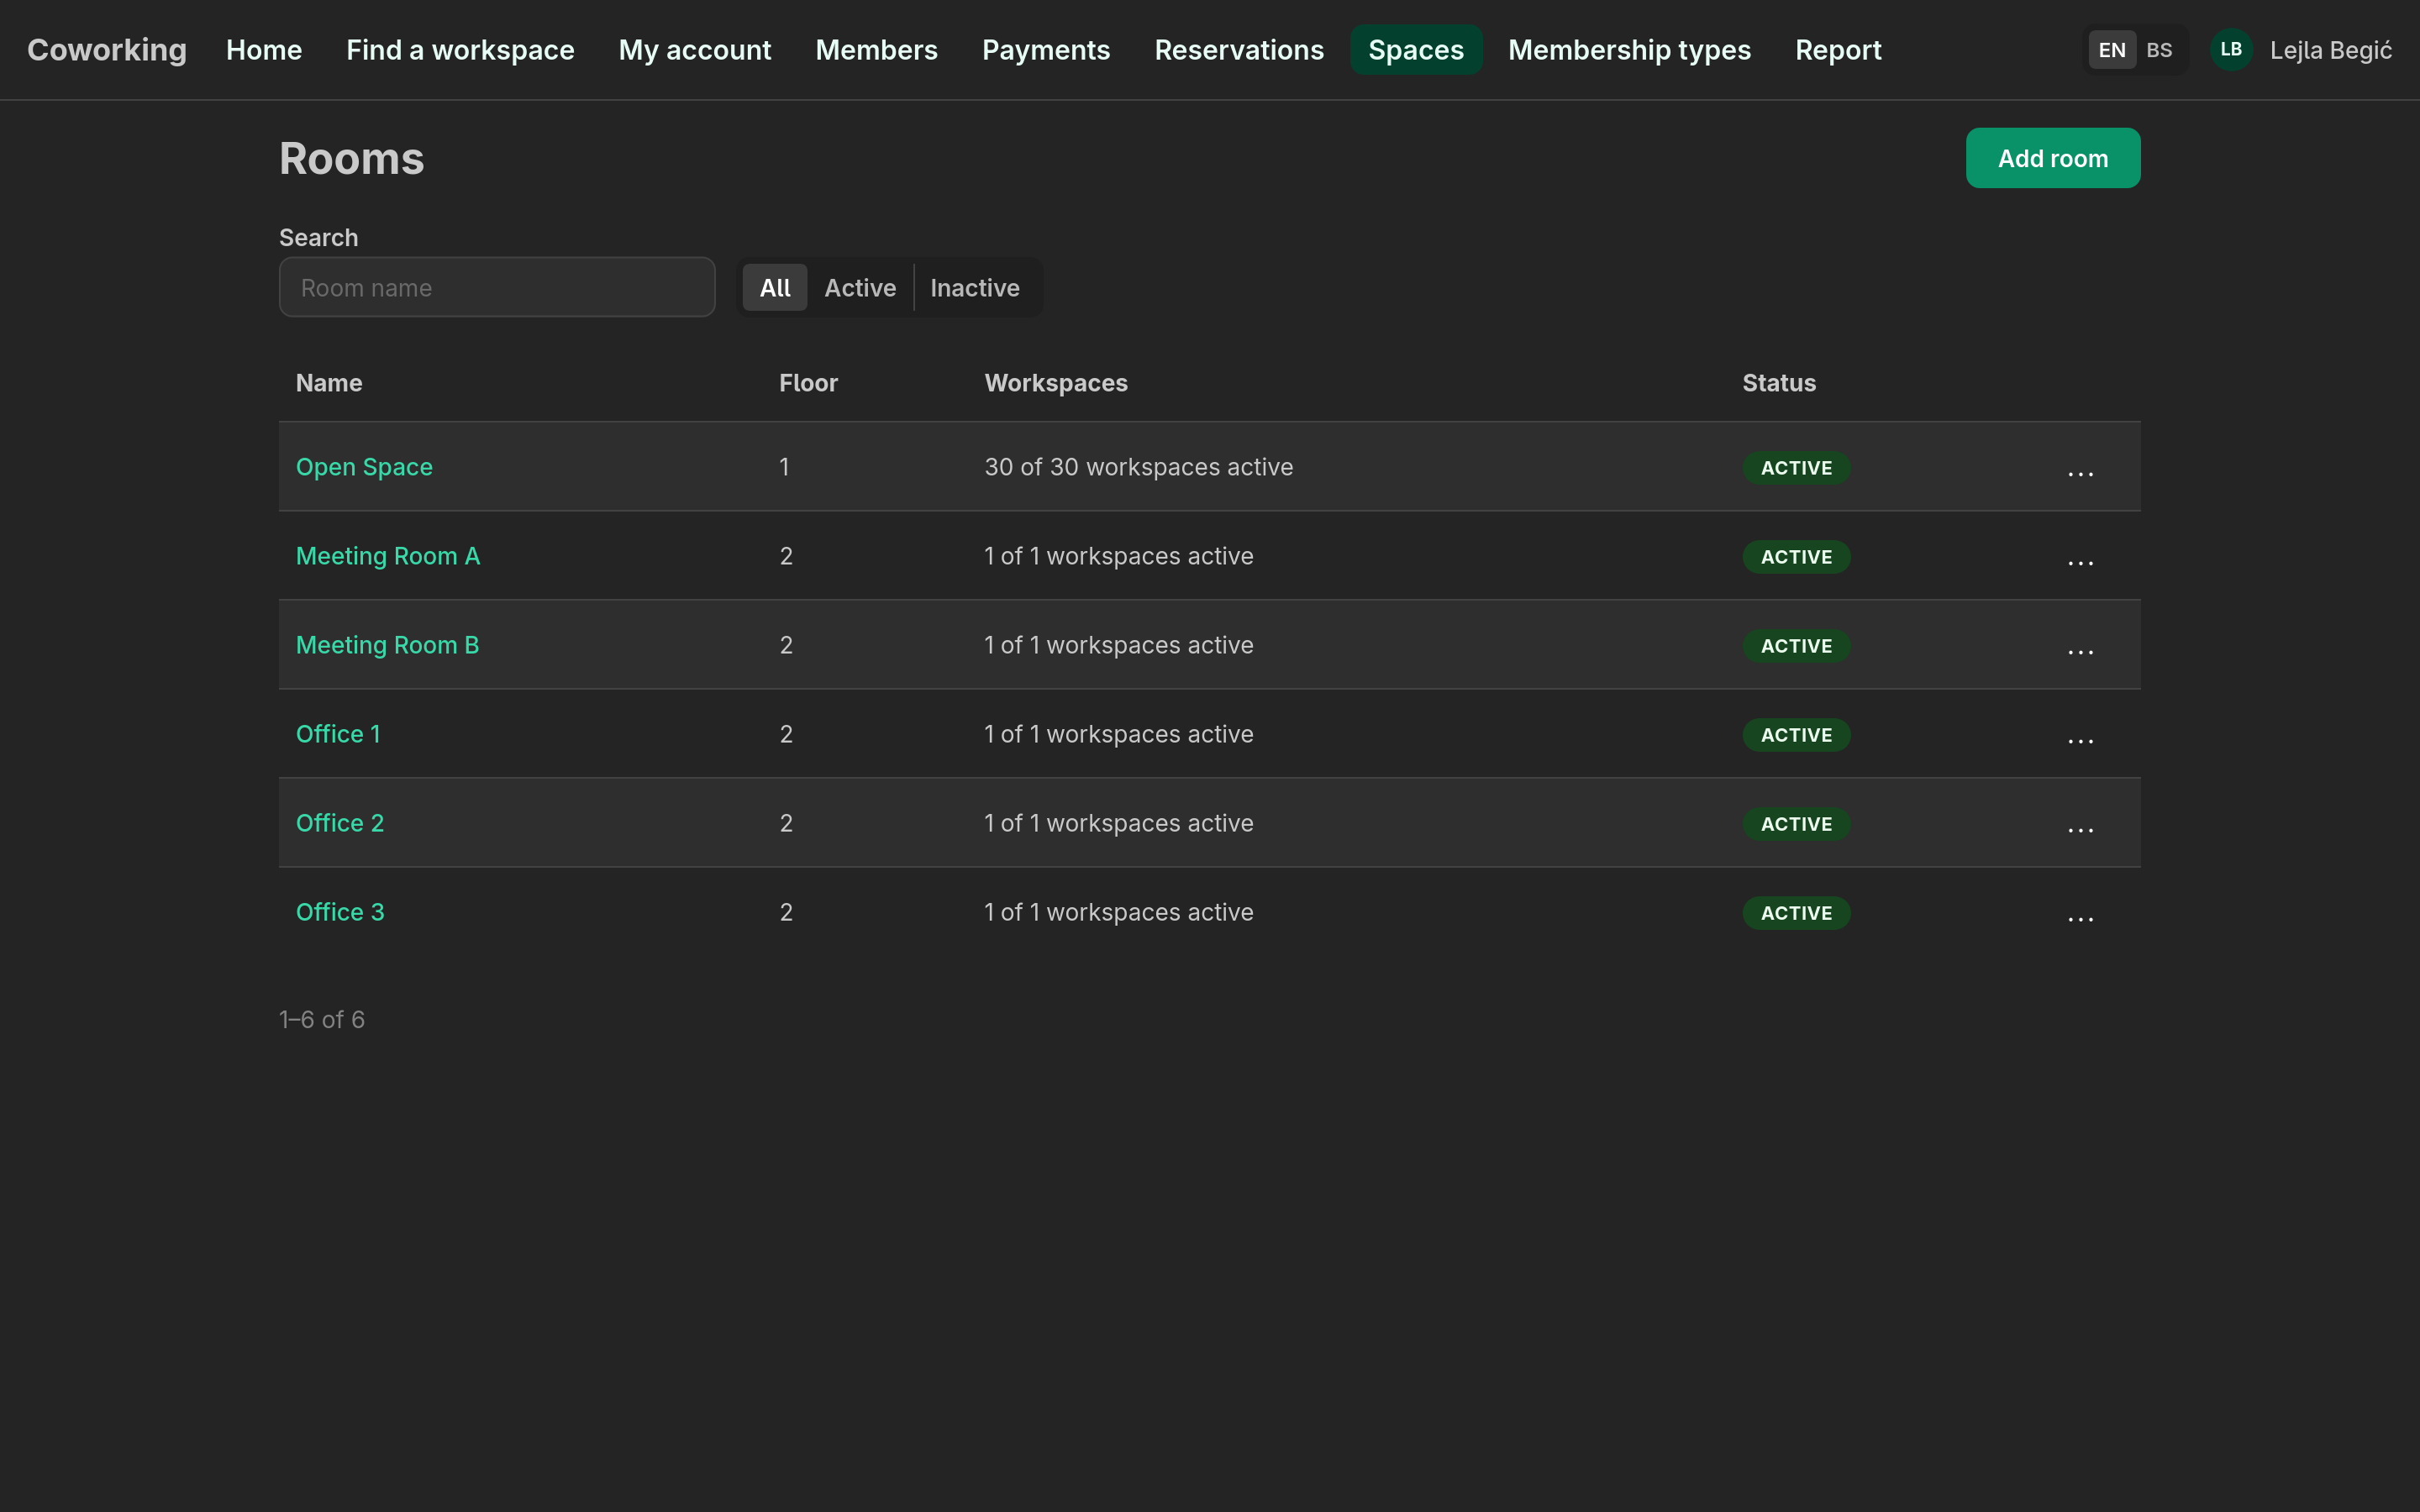 Coworking Home Find a workspace My account Members Payments Reservations Spaces Membership types Report EN BS LB Lejla Begić
Rooms Add room
Search
Room name All Active Inactive
Name Floor Workspaces Status
Open Space 1 30 of 30 workspaces active ACTIVE ...
Meeting Room A 2 1 of 1 workspaces active ACTIVE ...
Meeting Room B 2 1 of 1 workspaces active ACTIVE ...
Office 1 2 1 of 1 workspaces active ACTIVE ...
Office 2 2 1 of 1 workspaces active ACTIVE ...
Office 3 2 1 of 1 workspaces active ACTIVE ...
1–6 of 6